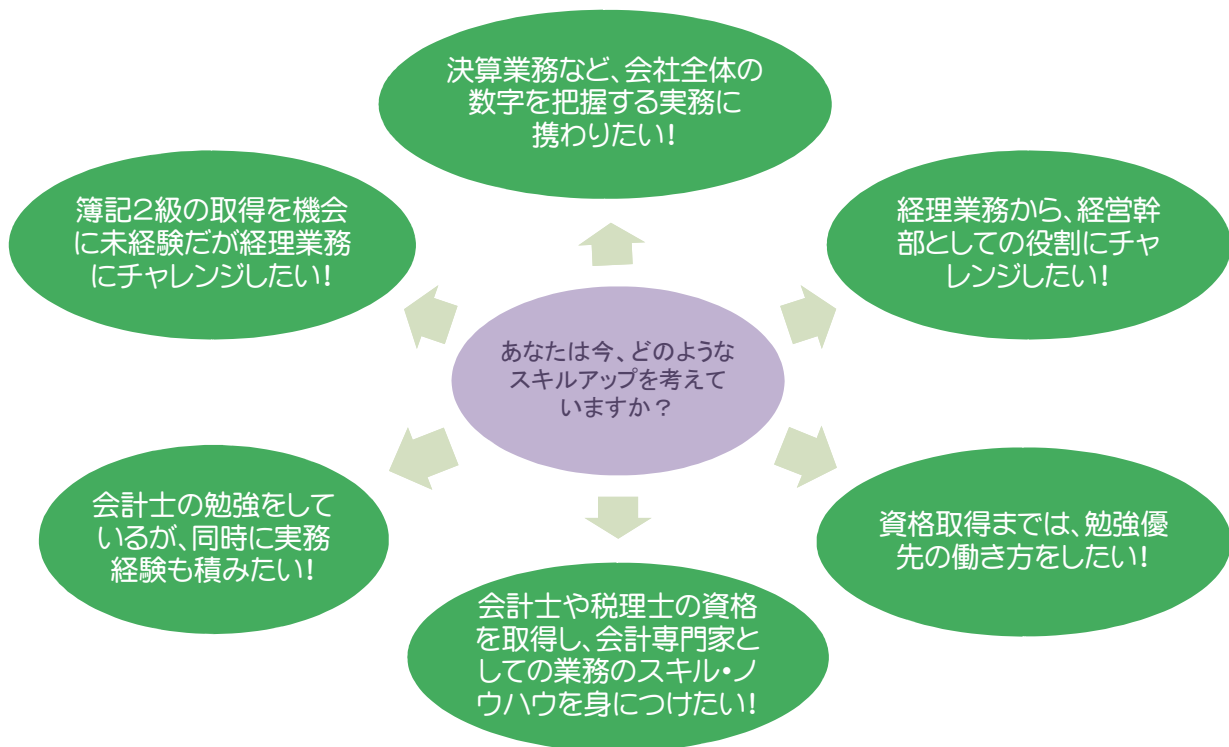 決算業務など、会社全体の
数字を把握する実務に
携わりたい！
簿記２級の取得を機会
に未経験だが経理業務
にチャレンジしたい！
経理業務から、経営幹
部としての役割にチャ
レンジしたい！
あなたは今、どのような
スキルアップを考えて
いますか？
会計士の勉強をして
いるが、同時に実務
経験も積みたい！
資格取得までは、勉強優
先の働き方をしたい！
会計士や税理士の資格
を取得し、会計専門家と
しての業務のスキル・ノ
ウハウを身につけたい！